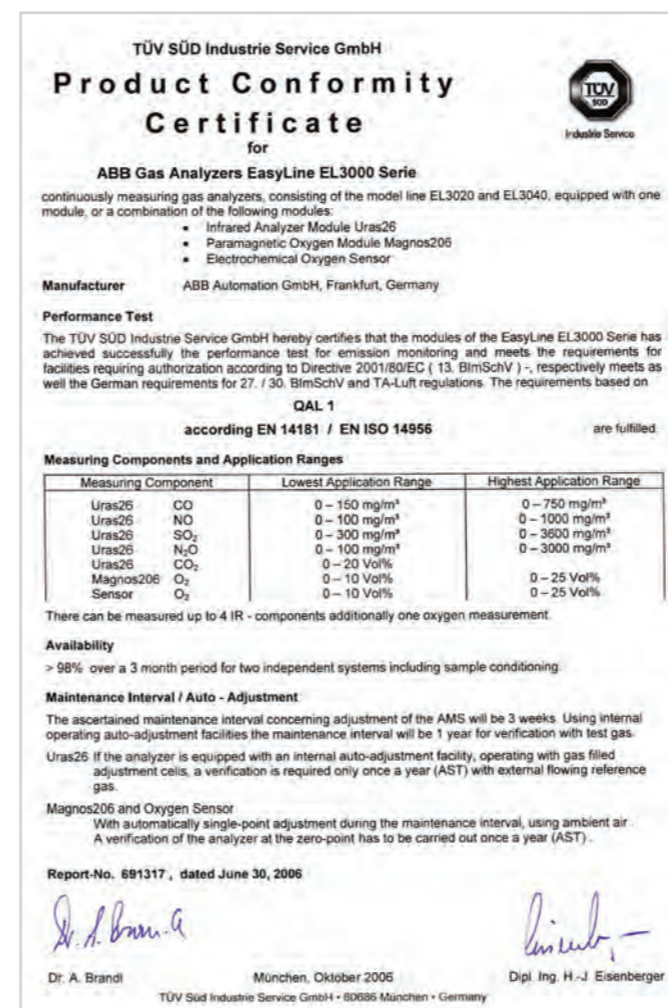 TÜV SÜD Industrie Service GmbH
Product Conformity
Certificate
for
TÜV
SÜD
Industrie Service
ABB Gas Analyzers EasyLine EL3000 Serie
continuously measuring gas analyzers, consisting of the model line EL3020 and EL3040, equipped with one
module, or a combination of the following modules:
• Infrared Analyzer Module Uras26
• Paramagnetic Oxygen Module Magnos206
• Electrochemical Oxygen Sensor
Manufacturer ABB Automation GmbH, Frankfurt, Germany
Performance Test
The TÜV SÜD Industrie Service GmbH hereby certifies that the modules of the EasyLine EL3000 Serie has
achieved successfully the performance test for emission monitoring and meets the requirements for
facilities requiring authorization according to Directive 2001/80/EC ( 13. BImSchV ) -, respectively meets as
well the German requirements for 27. / 30. BImSchV and TA-Luft regulations. The requirements based on
QAL 1
according EN 14181 / EN ISO 14956 are fulfilled.
Measuring Components and Application Ranges
Measuring Component Lowest Application Range Highest Application Range
Uras26 CO 0 – 150 mg/m³ 0 – 750 mg/m³
Uras26 NO 0 – 100 mg/m³ 0 – 1000 mg/m³
Uras26 SO₂ 0 – 300 mg/m³ 0 – 3600 mg/m³
Uras26 N₂O 0 – 100 mg/m³ 0 – 3000 mg/m³
Uras26 CO₂ 0 – 20 Vol%
Magnos206 O₂ 0 – 10 Vol% 0 – 25 Vol%
Sensor O₂ 0 – 10 Vol% 0 – 25 Vol%
There can be measured up to 4 IR - components additionally one oxygen measurement.
Availability
> 98% over a 3 month period for two independent systems including sample conditioning.
Maintenance Interval / Auto - Adjustment
The ascertained maintenance interval concerning adjustment of the AMS will be 3 weeks. Using internal
operating auto-adjustment facilities the maintenance interval will be 1 year for verification with test gas.
Uras26 If the analyzer is equipped with an internal auto-adjustment facility, operating with gas filled
adjustment cells, a verification is required only once a year (AST) with external flowing reference
gas.
Magnos206 and Oxygen Sensor
With automatically single-point adjustment during the maintenance interval, using ambient air.
A verification of the analyzer at the zero-point has to be carried out once a year (AST) .
Report-No. 691317 , dated June 30, 2006
Dr. A. Brandl München, Oktober 2006 Dipl. Ing. H.-J. Eisenberger
TÜV Süd Industrie Service GmbH • 80686 München • Germany